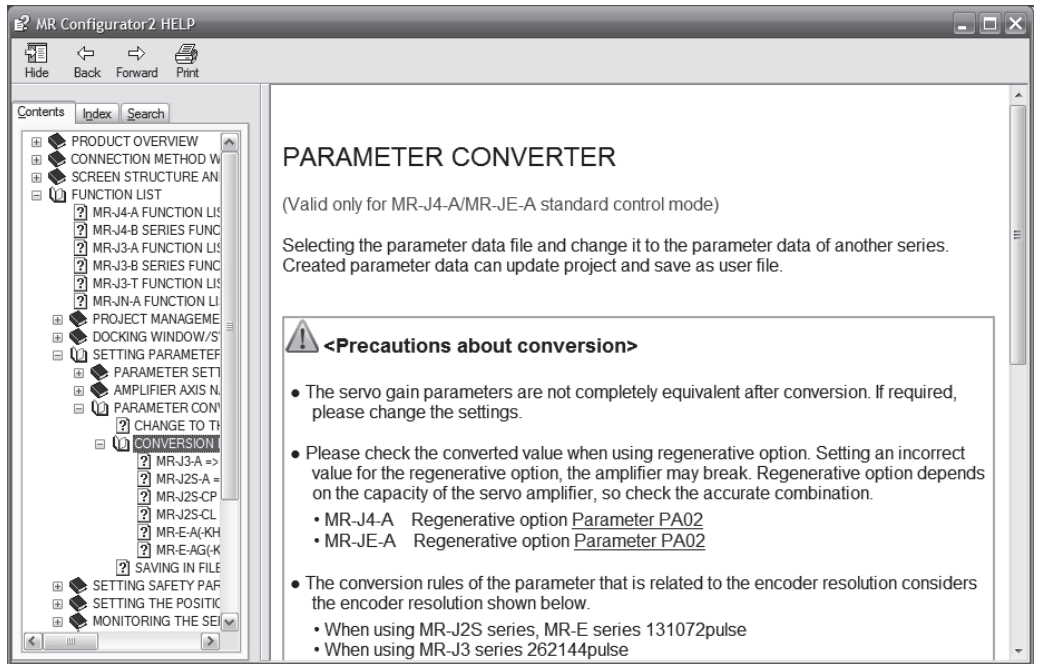 MR Configurator2 HELP
Hide Back Forward Print
Contents Index Search
PRODUCT OVERVIEW
CONNECTION METHOD W
SCREEN STRUCTURE AN
FUNCTION LIST
MR-J4-A FUNCTION LIS
MR-J4-B SERIES FUNC
MR-J3-A FUNCTION LIS
MR-J3-B SERIES FUNC
MR-J3-T FUNCTION LIS
MR-JN-A FUNCTION LI
PROJECT MANAGEME
DOCKING WINDOW/S
SETTING PARAMETER
PARAMETER SETT
AMPLIFIER AXIS N
PARAMETER CON
CHANGE TO TH
CONVERSION
MR-J3-A =>
MR-J2S-A =
MR-J2S-CP
MR-J2S-CL
MR-E-A(-KH
MR-E-AG(-K
SAVING IN FILE
SETTING SAFETY PAR
SETTING THE POSITIO
MONITORING THE SE
PARAMETER CONVERTER
(Valid only for MR-J4-A/MR-JE-A standard control mode)
Selecting the parameter data file and change it to the parameter data of another series.
Created parameter data can update project and save as user file.
<Precautions about conversion>
● The servo gain parameters are not completely equivalent after conversion. If required,
please change the settings.
● Please check the converted value when using regenerative option. Setting an incorrect
value for the regenerative option, the amplifier may break. Regenerative option depends
on the capacity of the servo amplifier, so check the accurate combination.
• MR-J4-A Regenerative option Parameter PA02
• MR-JE-A Regenerative option Parameter PA02
● The conversion rules of the parameter that is related to the encoder resolution considers
the encoder resolution shown below.
• When using MR-J2S series, MR-E series 131072pulse
• When using MR-J3 series 262144pulse